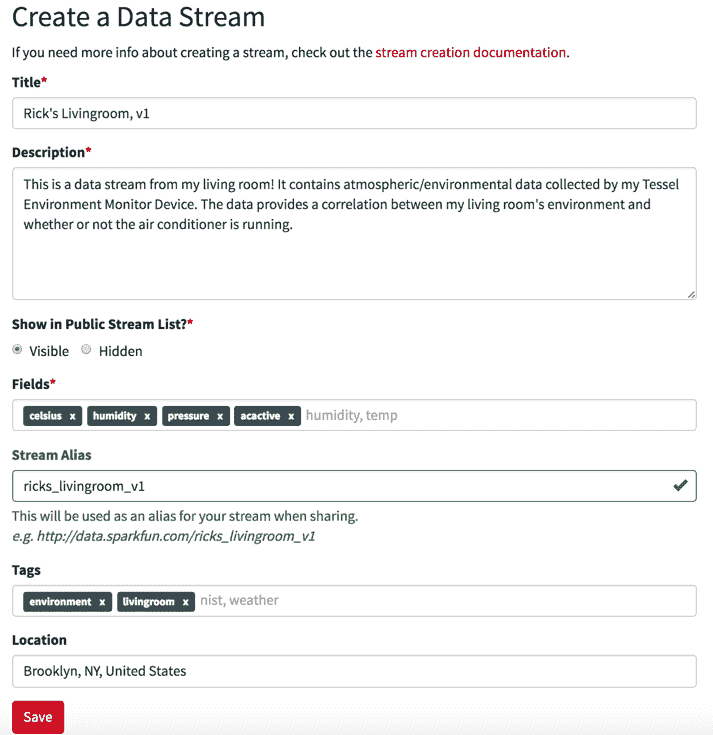 Create a Data Stream
If you need more info about creating a stream, check out the stream creation documentation.
Title*
Rick's Livingroom, v1
Description*
This is a data stream from my living room! It contains atmospheric/environmental data collected by my Tessel
Environment Monitor Device. The data provides a correlation between my living room's environment and
whether or not the air conditioner is running.
Show in Public Stream List?*
Visible Hidden
Fields*
celsius x humidity x pressure x acactive x humidity, temp
Stream Alias
ricks_livingroom_v1
This will be used as an alias for your stream when sharing.
e.g. http://data.sparkfun.com/ricks_livingroom_v1
Tags
environment x livingroom x nist, weather
Location
Brooklyn, NY, United States
Save